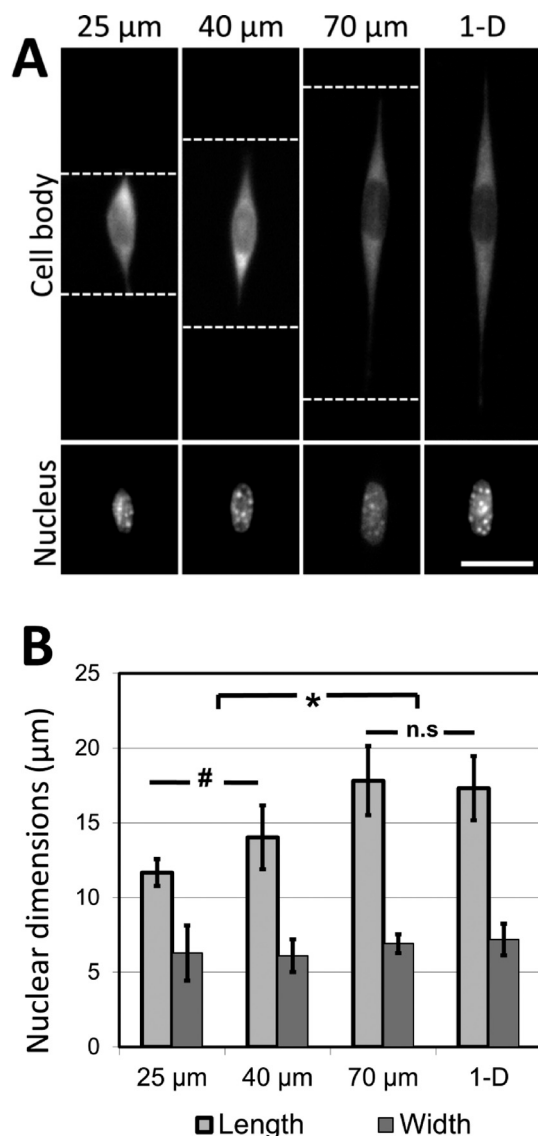 25 µm 40 µm 70 µm 1-D
A
Cell body
Nucleus
B
Nuclear dimensions (µm)
25
20
15
10
5
0
*
n.s
#
25 µm 40 µm 70 µm 1-D
Length Width